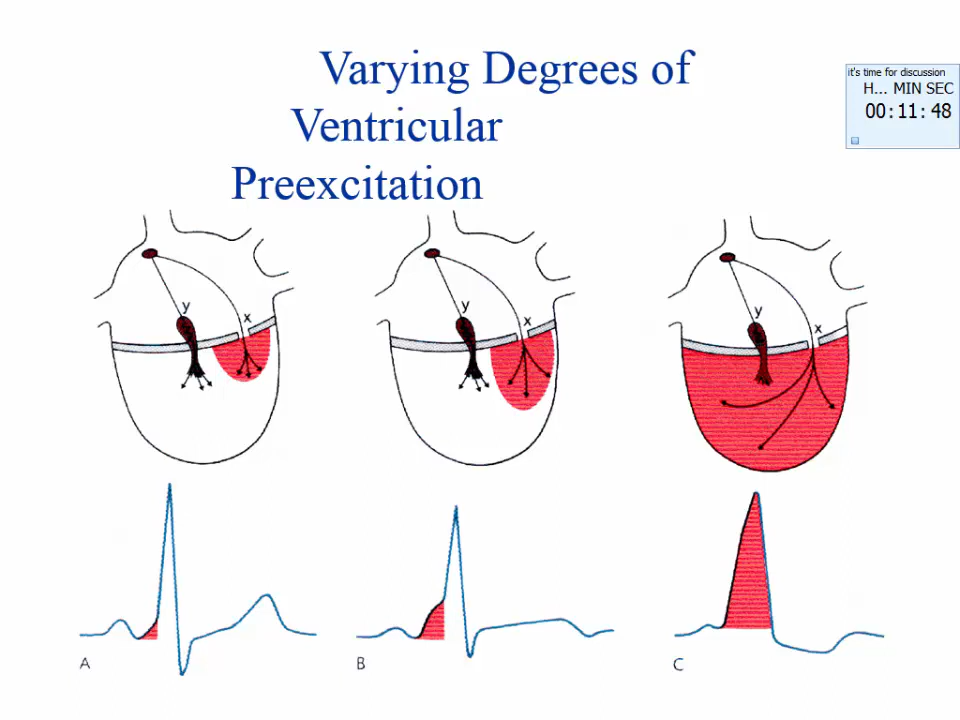 Varying Degrees of
Ventricular
Preexcitation
it's time for discussion
H... MIN SEC
00:11:48
y
x
y
x
y
x
A
B
C